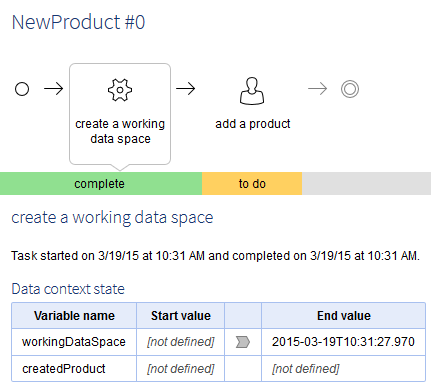 NewProduct #0
create a working
data space
add a product
complete
to do
create a working data space
Task started on 3/19/15 at 10:31 AM and completed on 3/19/15 at 10:31 AM.
Data context state
Variable name Start value End value
workingDataSpace [not defined] 2015-03-19T10:31:27.970
createdProduct [not defined] [not defined]